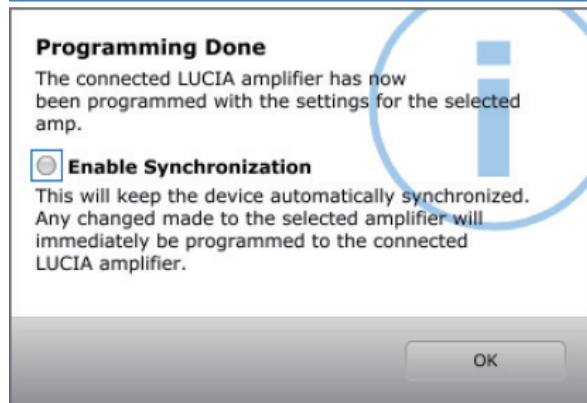 Programming Done
The connected LUCIA amplifier has now
been programmed with the settings for the selected
amp.
Enable Synchronization
This will keep the device automatically synchronized.
Any changed made to the selected amplifier will
immediately be programmed to the connected
LUCIA amplifier.
OK